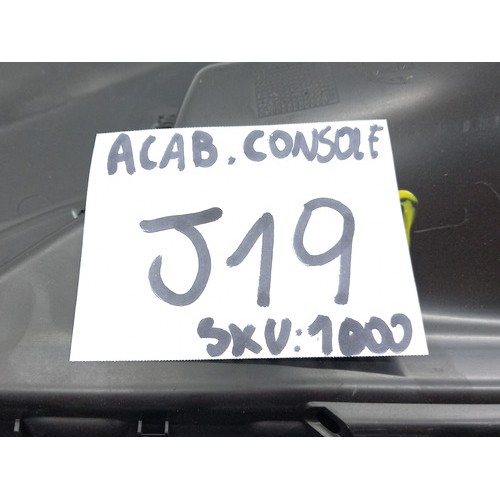 ACAB. CONSOLE
J19
SKU: 1000